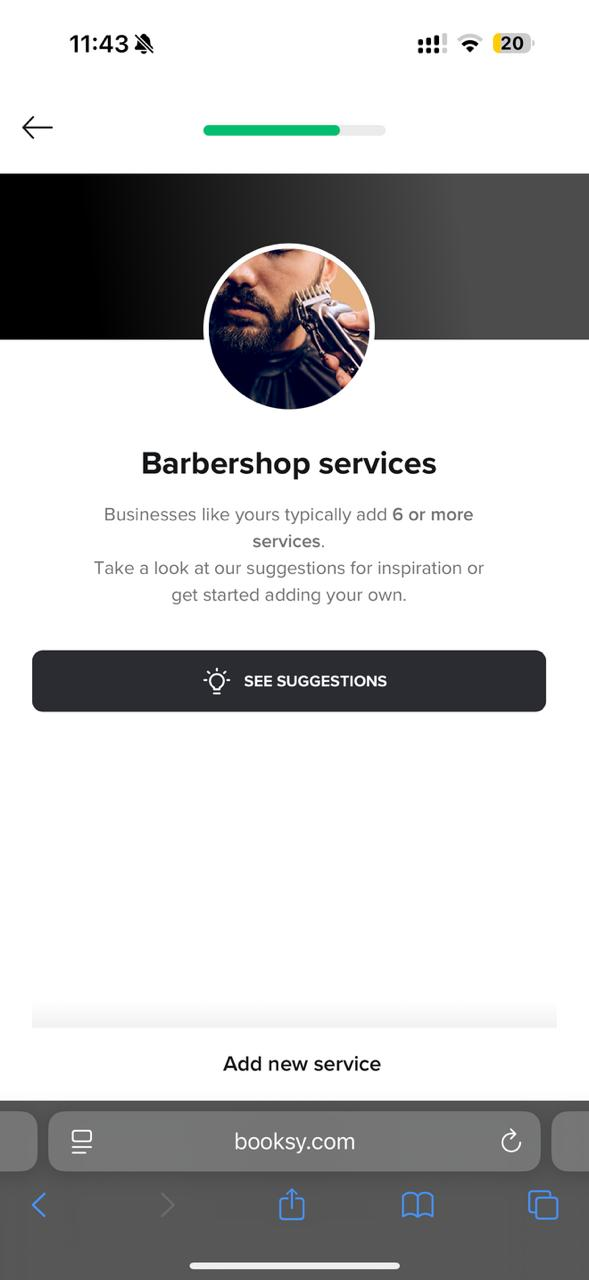 11:43
20
Barbershop services
Businesses like yours typically add 6 or more
services.
Take a look at our suggestions for inspiration or
get started adding your own.
SEE SUGGESTIONS
Add new service
booksy.com